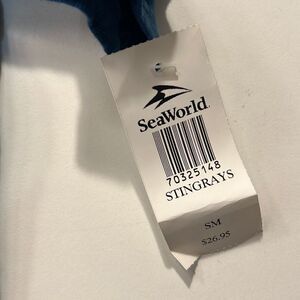 SeaWorld.
70325148
STINGRAYS
SM
$26.95